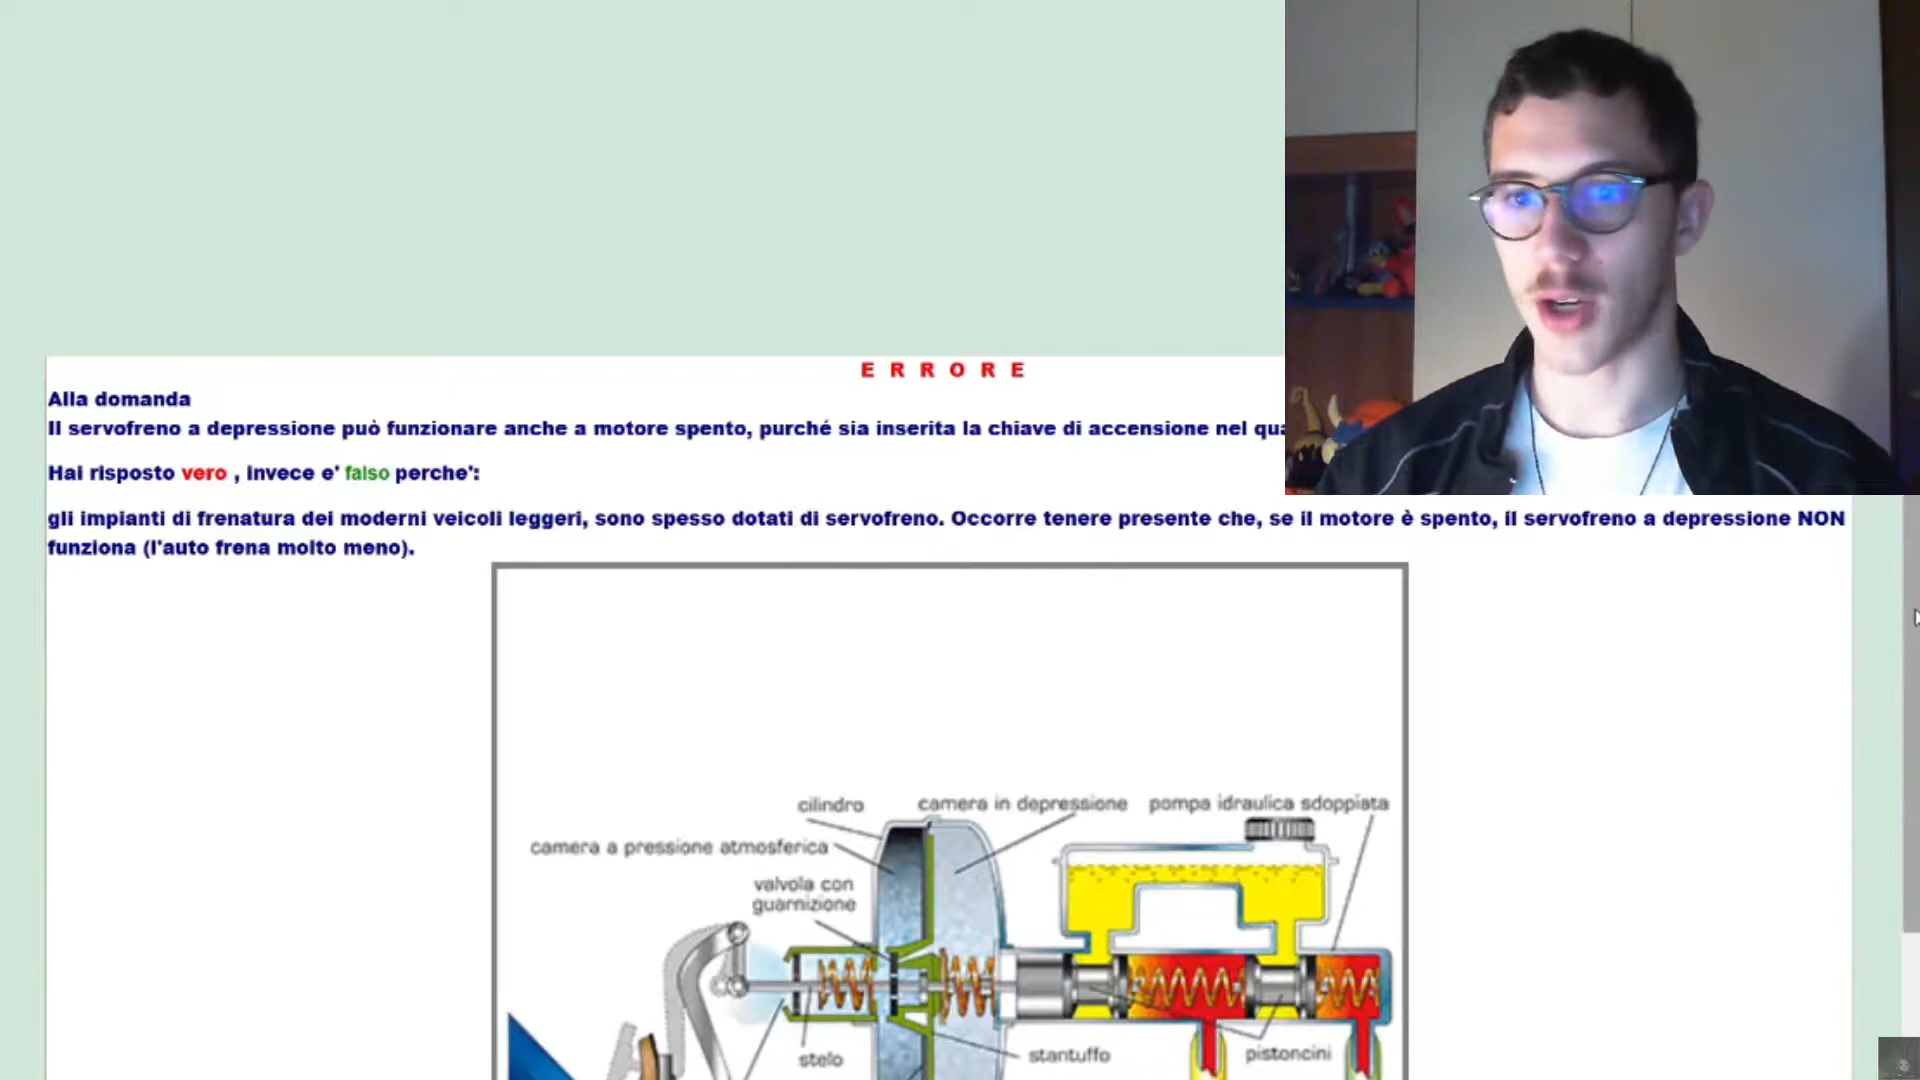 E R R O R E
Alla domanda
Il servofreno a depressione può funzionare anche a motore spento, purché sia inserita la chiave di accensione nel
Hai risposto vero , invece e' falso perche':
gli impianti di frenatura dei moderni veicoli leggeri, sono spesso dotati di servofreno. Occorre tenere presente che, se il motore è spento, il servofreno a depressione NON
funziona (l'auto frena molto meno).
cilindro
camera in depressione
pompa idraulica sdoppiata
camera a pressione atmosferica
valvola con
guarnizione
stelo
stantuffo
pistoncini